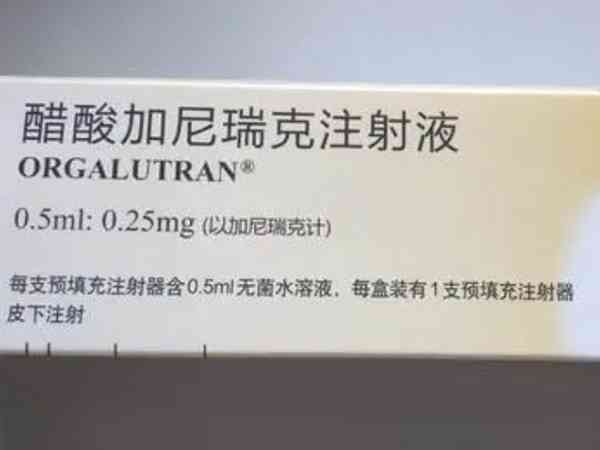 醋酸加尼瑞克注射液
ORGALUTRAN®
0.5ml: 0.25mg (以加尼瑞克计)
每支预填充注射器含0.5ml无菌水溶液，每盒装有1支预填充注射器
皮下注射